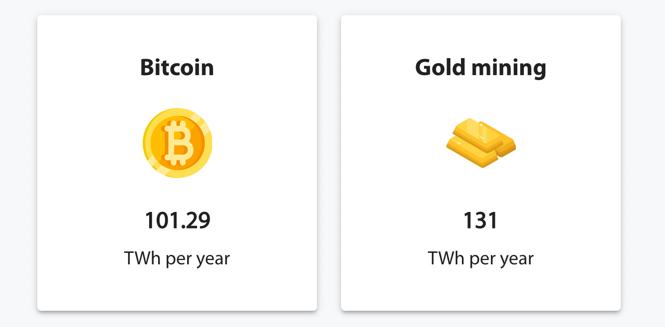 Bitcoin
101.29
TWh per year
Gold mining
131
TWh per year